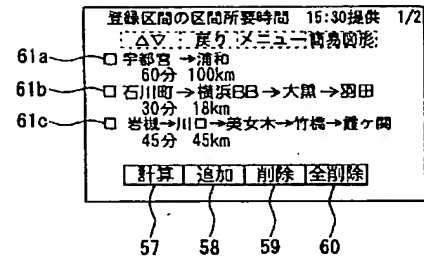 登録区間の区間所要時間 15:30提供 1/2
△▽ 戻り メニュー 簡易図形
61a □ 宇都宮→浦和
60分 100km
61b □ 石川町→横浜BB→大黒→羽田
30分 18km
61c □ 岩槻→川口→美女木→竹橋→霞ヶ関
45分 45km
計算 追加 削除 全削除
57 58 59 60